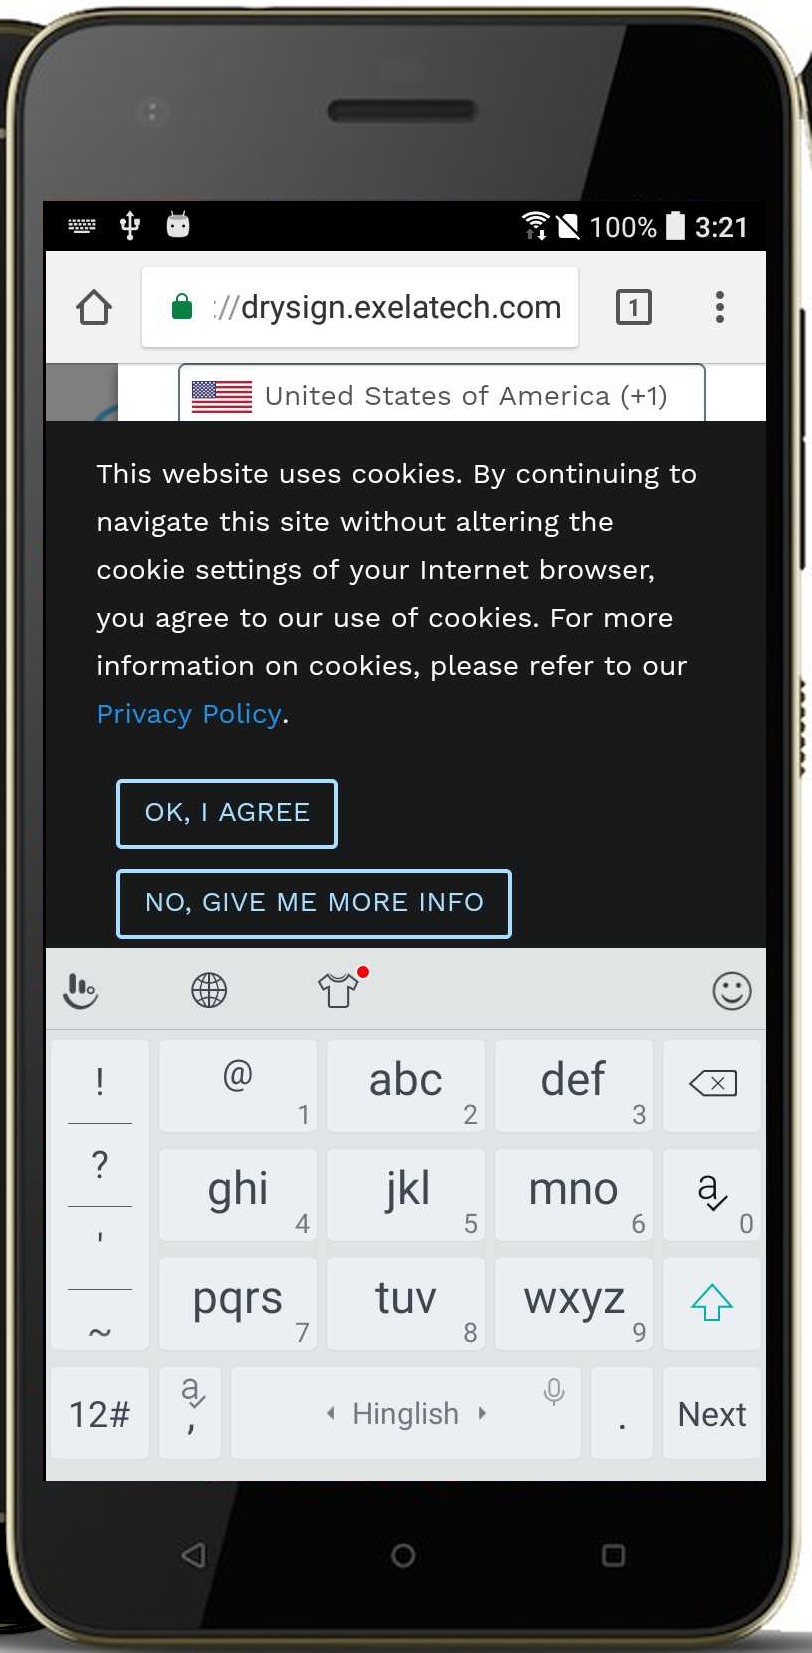 100% 3:21
://drysign.exelatech.com 1
United States of America (+1)
This website uses cookies. By continuing to
navigate this site without altering the
cookie settings of your Internet browser,
you agree to our use of cookies. For more
information on cookies, please refer to our
Privacy Policy.
OK, I AGREE
NO, GIVE ME MORE INFO
! @ 1 abc 2 def 3
? ghi 4 jkl 5 mno 6 a 0
' pqrs 7 tuv 8 wxyz 9
~
12# a , Hinglish . Next